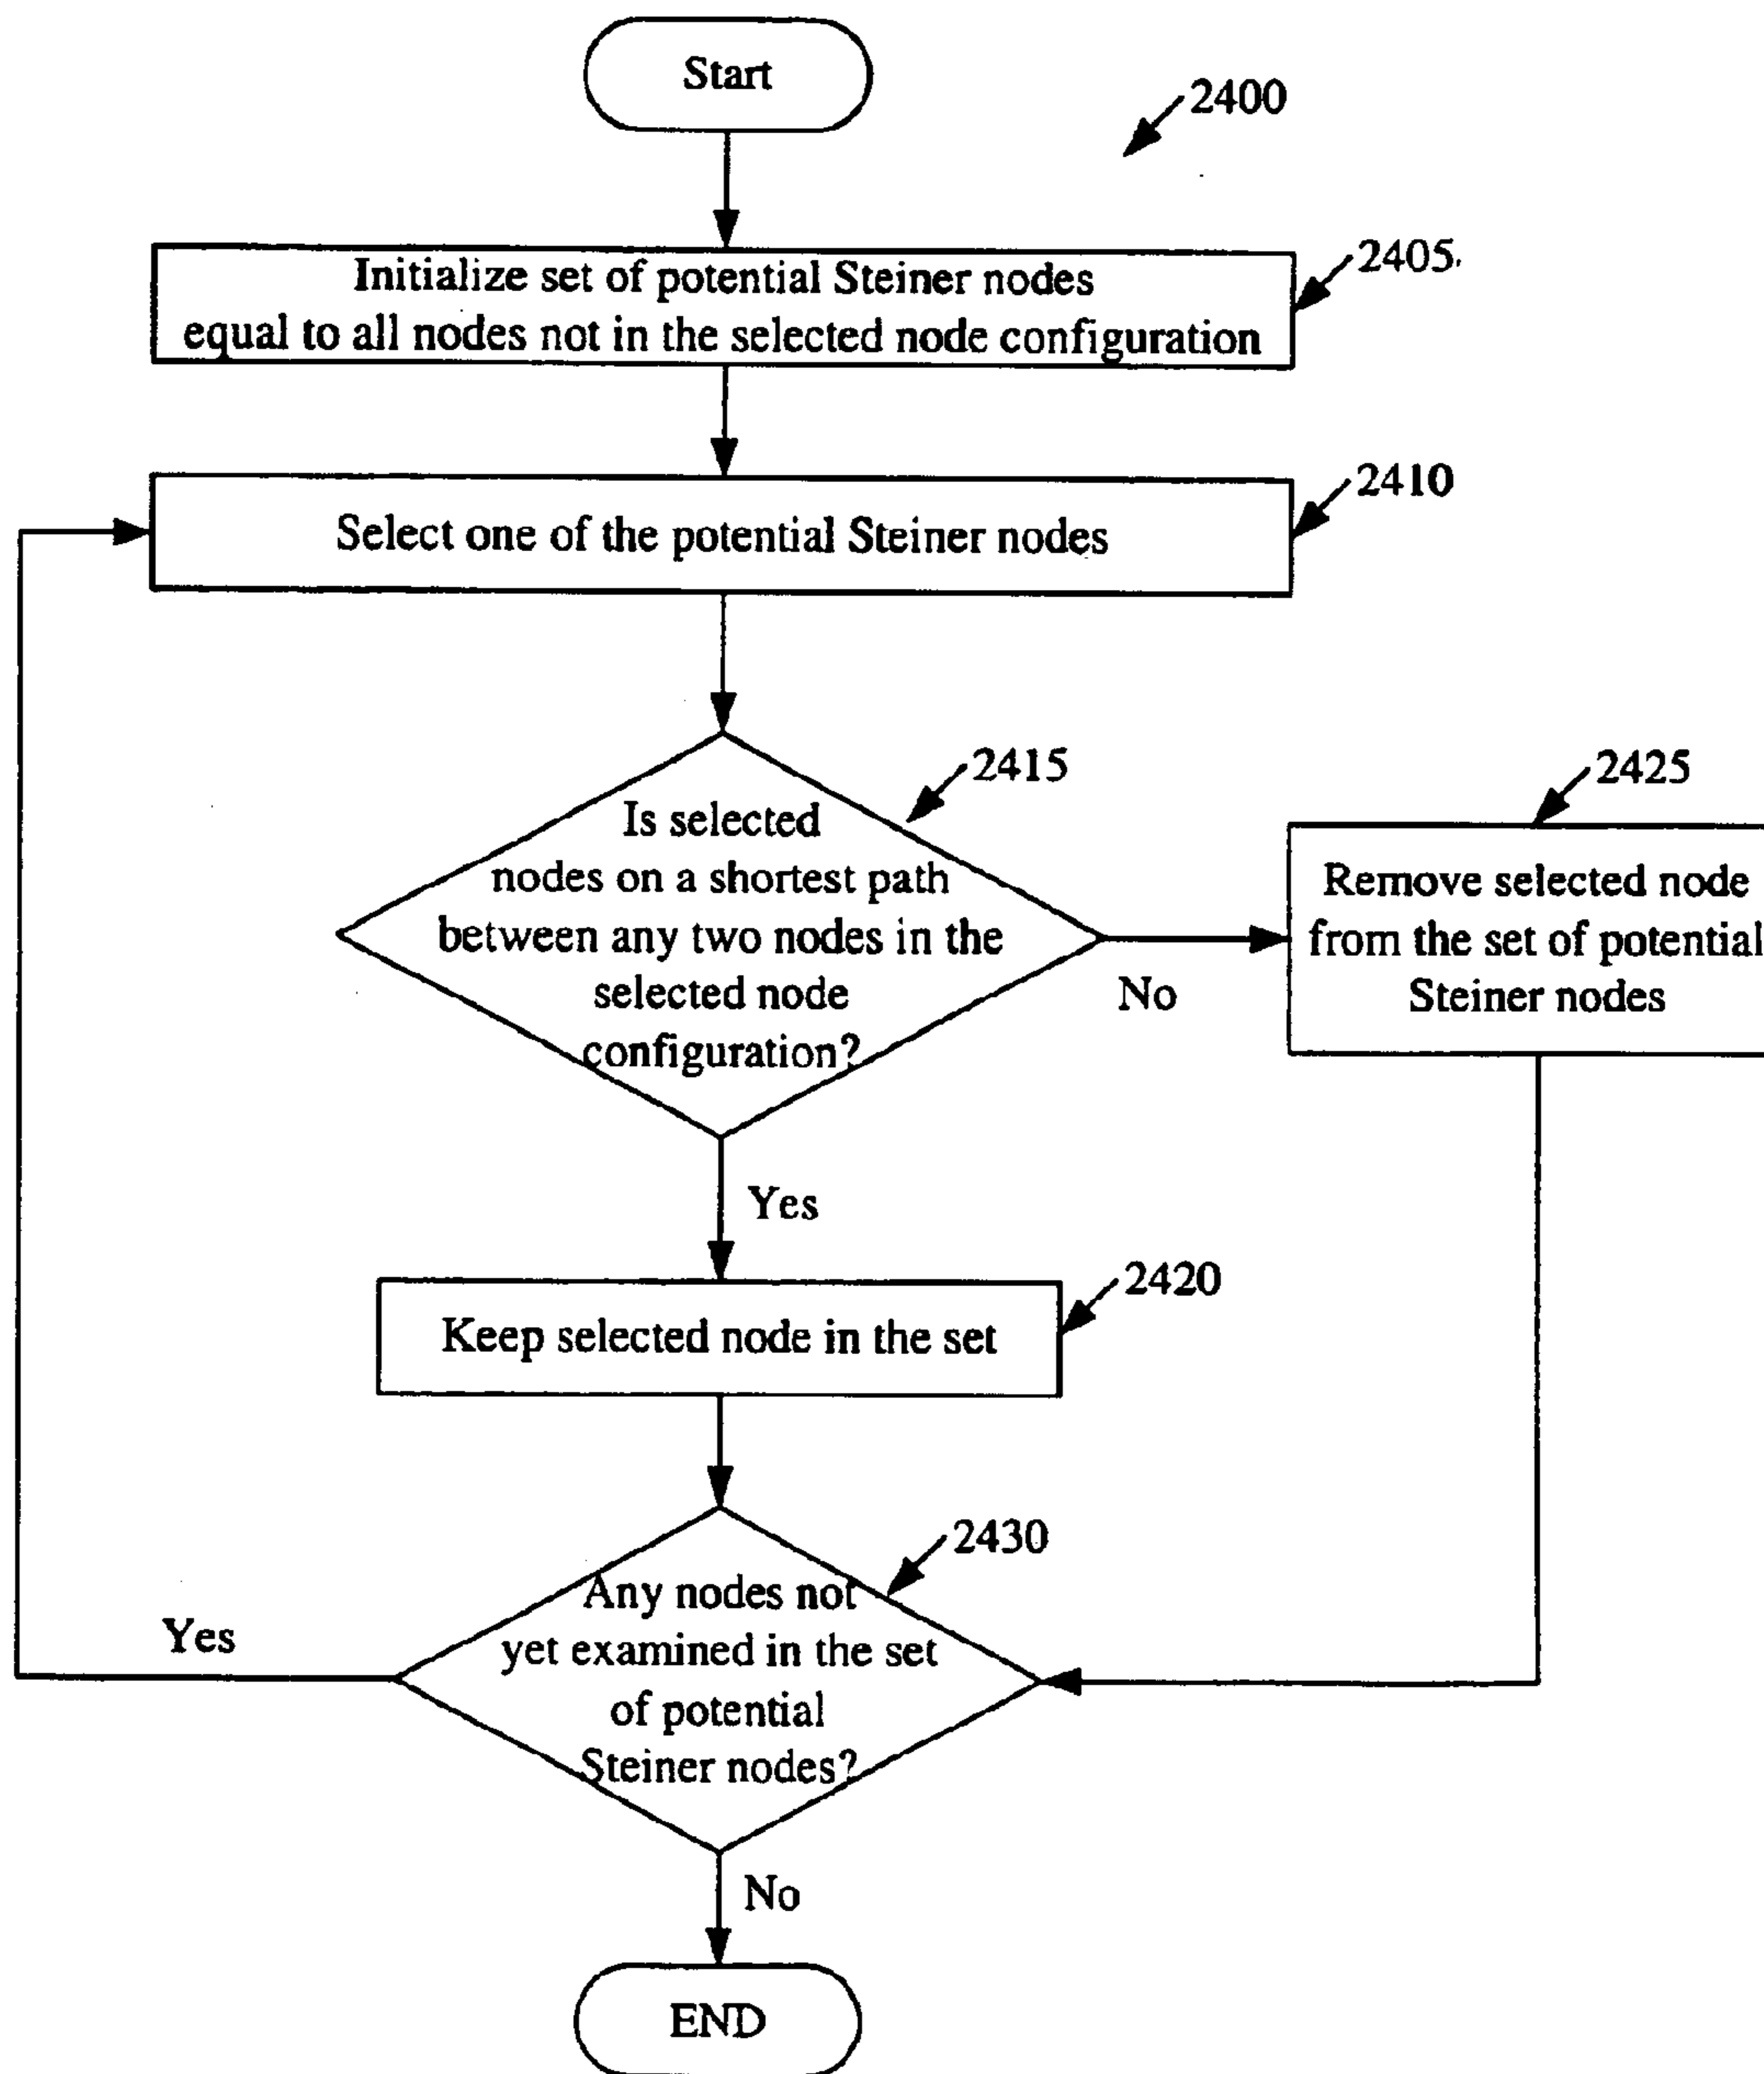 Start
2400
Initialize set of potential Steiner nodes
equal to all nodes not in the selected node configuration
2405
Select one of the potential Steiner nodes
2410
Is selected
nodes on a shortest path
between any two nodes in the
selected node
configuration?
2415
No
2425
Remove selected node
from the set of potential
Steiner nodes
Yes
Keep selected node in the set
2420
Any nodes not
yet examined in the set
of potential
Steiner nodes?
2430
Yes
No
END